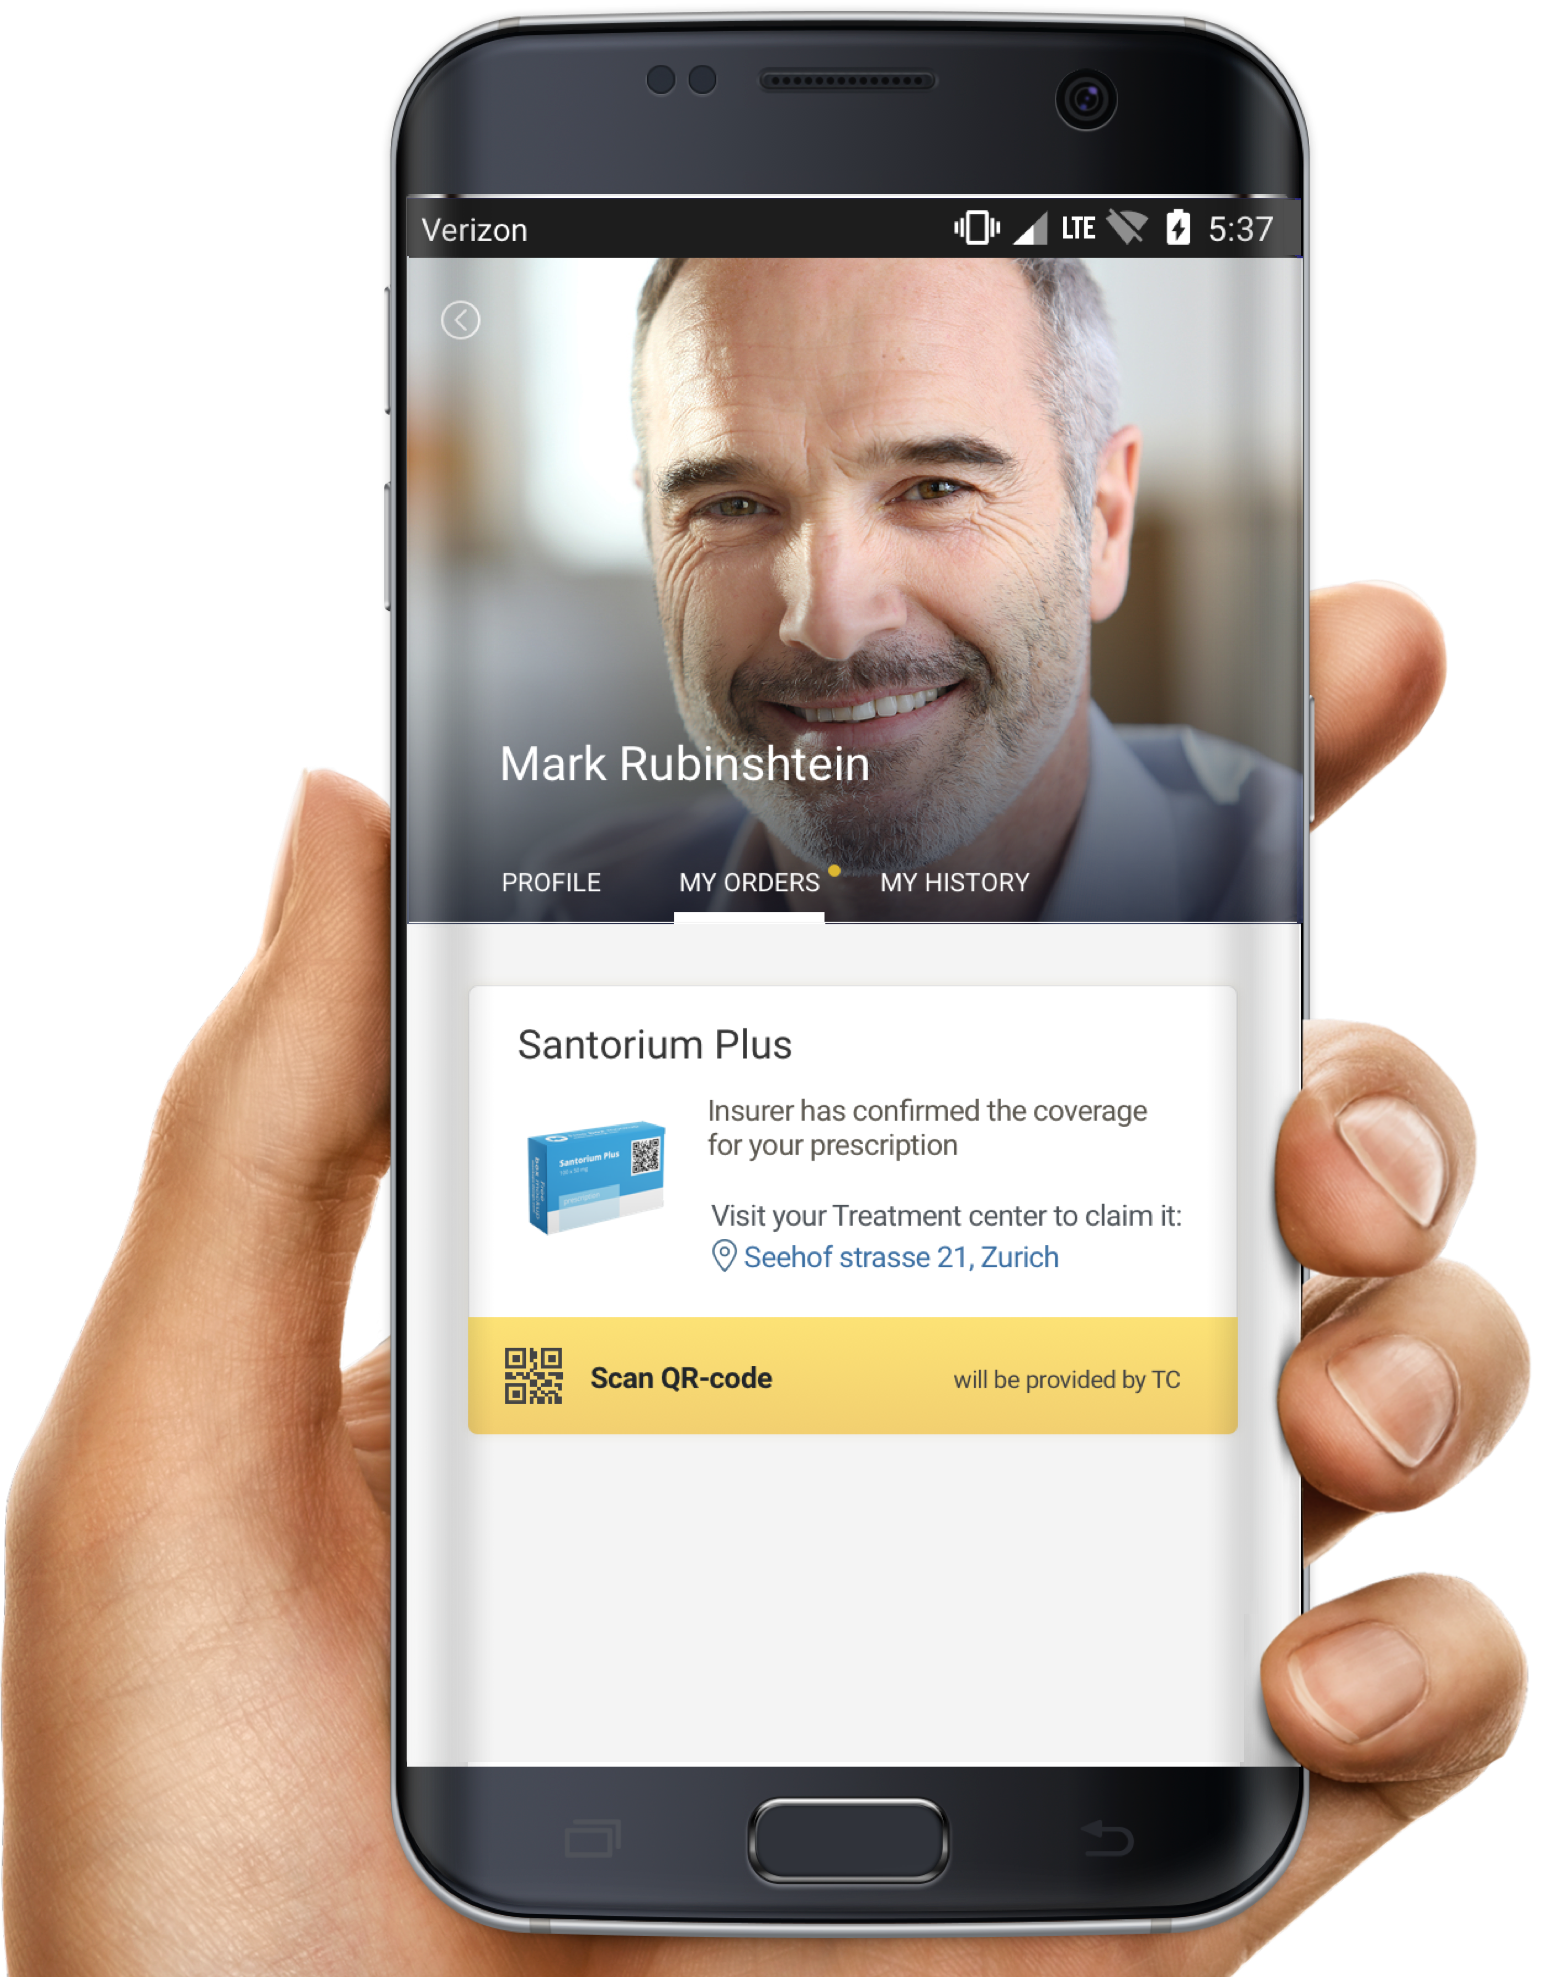 Verizon
LTE
5:37
Mark Rubinshtein
PROFILE
MY ORDERS
MY HISTORY
Santorium Plus
Insurer has confirmed the coverage
for your prescription
Santorium Plus
prescription
Visit your Treatment center to claim it:
Seehof strasse 21, Zurich
Scan QR-code
will be provided by TC